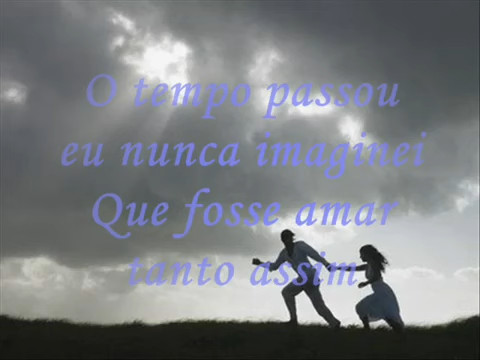 O tempo passou
eu nunca imaginei
Que fosse amar
tanto assim